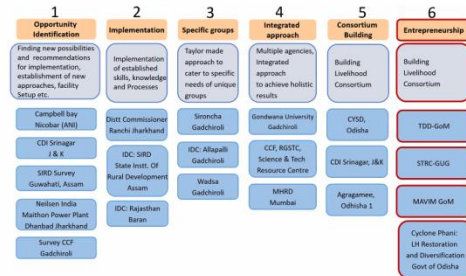 1
Opportunity
Identification
Finding new possibilities
and recommendations
for implementation,
establishment of new
approaches, facility
Setup etc.
Campbell bay
Nicobar (ANI)
CDI Srinagar
J & K
SIRD Survey
Guwahati, Assam
Neilsen India
Maithon Power Plant
Dhanbad Jharkhand
Survey CCF
Gadchiroli
2
Implementation
Implementation
of established
skills, knowledge
and Processes
Distt Commissioner
Ranchi Jharkhand
IDC: SIRD
State Instt. Of
Rural Development
Assam
IDC: Rajasthan
Baran
3
Specific groups
Taylor made
approach to
cater to specific
needs of unique
groups
Sironcha
Gadchiroli
IDC: Allapalli
Gadchiroli
Wadsa
Gadchiroli
4
Integrated
approach
Multiple agencies,
Integrated
approach
to achieve holistic
results
Gondwana University
Gadchiroli
CCF, RGSTC,
Science & Tech
Resource Centre
MHRD
Mumbai
5
Consortium
Building
Building
Livelihood
Consortium
CYSD,
Odisha
CDI Srinagar, J&K
Agragamee,
Odhisha 1
6
Entrepreneurship
Building
Livelihood
Consortium
TDD-GoM
STRC-GUG
MAVIM GoM
Cyclone Phani:
LH Restoration
and Diversification
Govt of Odisha